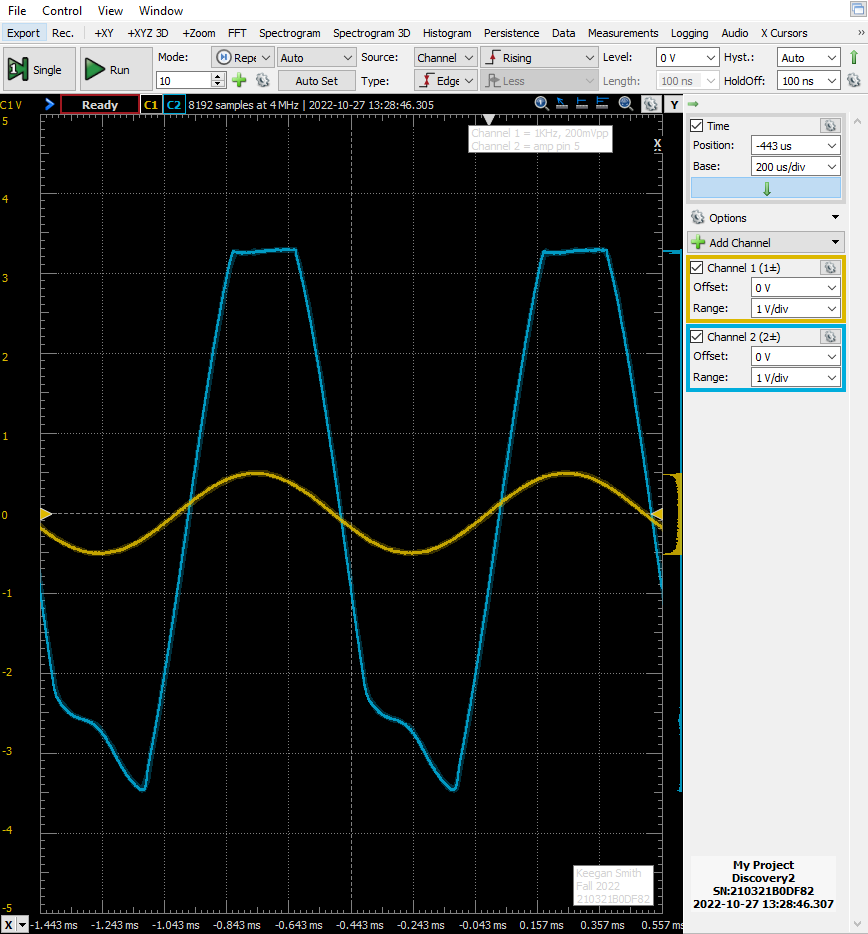 File Control View Window
Export Rec. +XY +XYZ 3D +Zoom FFT Spectrogram Spectrogram 3D Histogram Persistence Data Measurements Logging Audio X Cursors »
Single Run Mode: Repe Auto Source: Channel Rising Level: 0 V Hyst.: Auto
10 Auto Set Type: Edge Less Length: 100 ns HoldOff: 100 ns
C1 V Ready C1 C2 8192 samples at 4 MHz | 2022-10-27 13:28:46.305 Y
Channel 1 = 1KHz, 200mVpp
Channel 2 = amp pin 5
X
5
4
3
2
1
0
-1
-2
-3
-4
-5
Keegan Smith
Fall 2022
210321B0DF82
X -1.443 ms -1.243 ms -1.043 ms -0.843 ms -0.643 ms -0.443 ms -0.243 ms -0.043 ms 0.157 ms 0.357 ms 0.557 ms
Time
Position: -443 us
Base: 200 us/div
Options
Add Channel
Channel 1 (1±)
Offset: 0 V
Range: 1 V/div
Channel 2 (2±)
Offset: 0 V
Range: 1 V/div
My Project
Discovery2
SN:210321B0DF82
2022-10-27 13:28:46.307